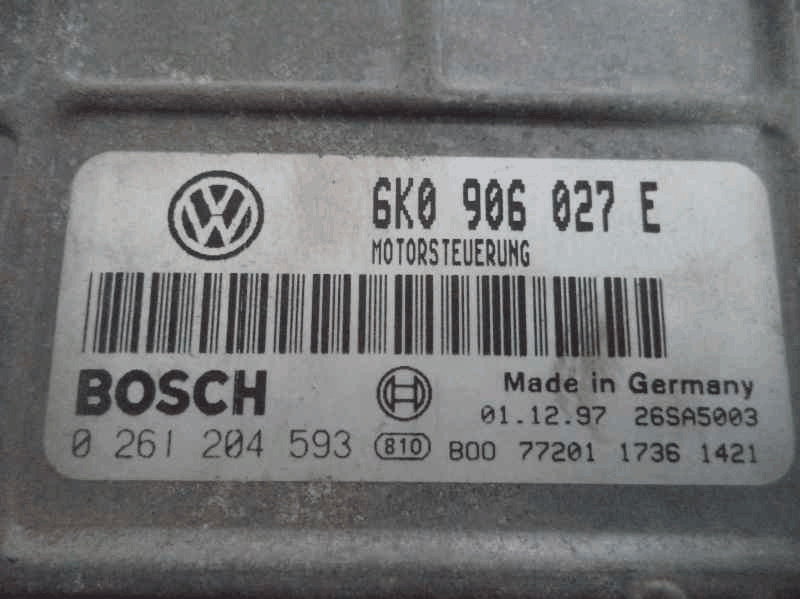 6K0 906 027 E
MOTORSTEUERUNG
BOSCH
Made in Germany
01.12.97 26SA5003
0 261 204 593 810 B00 77201 1736 1421